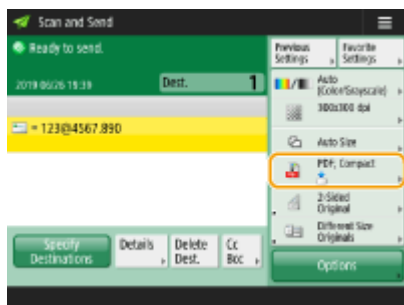 Scan and Send
Ready to send.
2019 06/26 19:39
Dest. 1
= 123@4567.890
Specify
Destinations
Details
Delete
Dest.
Cc
Bcc
Previous
Settings
Favorite
Settings
Auto
(Color/Grayscale)
300x300 dpi
Auto Size
PDF; Compact
2-Sided
Original
Different Size
Originals
Options